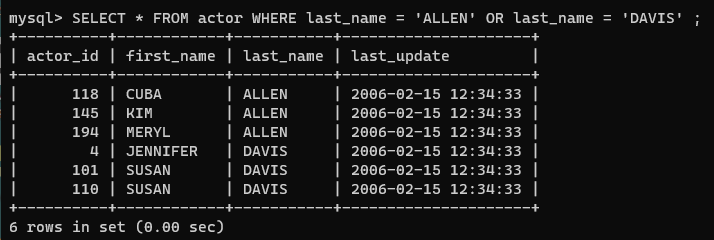 mysql> SELECT * FROM actor WHERE last_name = 'ALLEN' OR last_name = 'DAVIS' ;
+----------+------------+-----------+---------------------+
| actor_id | first_name | last_name | last_update         |
+----------+------------+-----------+---------------------+
|      118 | CUBA       | ALLEN     | 2006-02-15 12:34:33 |
|      145 | KIM        | ALLEN     | 2006-02-15 12:34:33 |
|      194 | MERYL      | ALLEN     | 2006-02-15 12:34:33 |
|        4 | JENNIFER   | DAVIS     | 2006-02-15 12:34:33 |
|      101 | SUSAN      | DAVIS     | 2006-02-15 12:34:33 |
|      110 | SUSAN      | DAVIS     | 2006-02-15 12:34:33 |
+----------+------------+-----------+---------------------+
6 rows in set (0.00 sec)